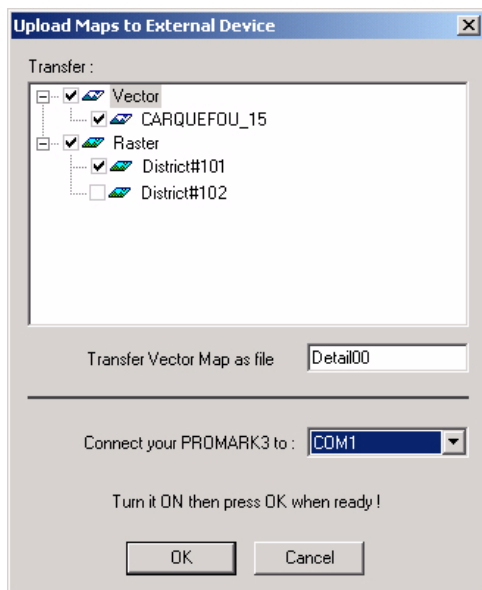 Upload Maps to External Device
Transfer :
Vector
CARQUEFOU_15
Raster
District#101
District#102
Transfer Vector Map as file Detail00
Connect your PROMARK3 to : COM1
Turn it ON then press OK when ready !
OK Cancel